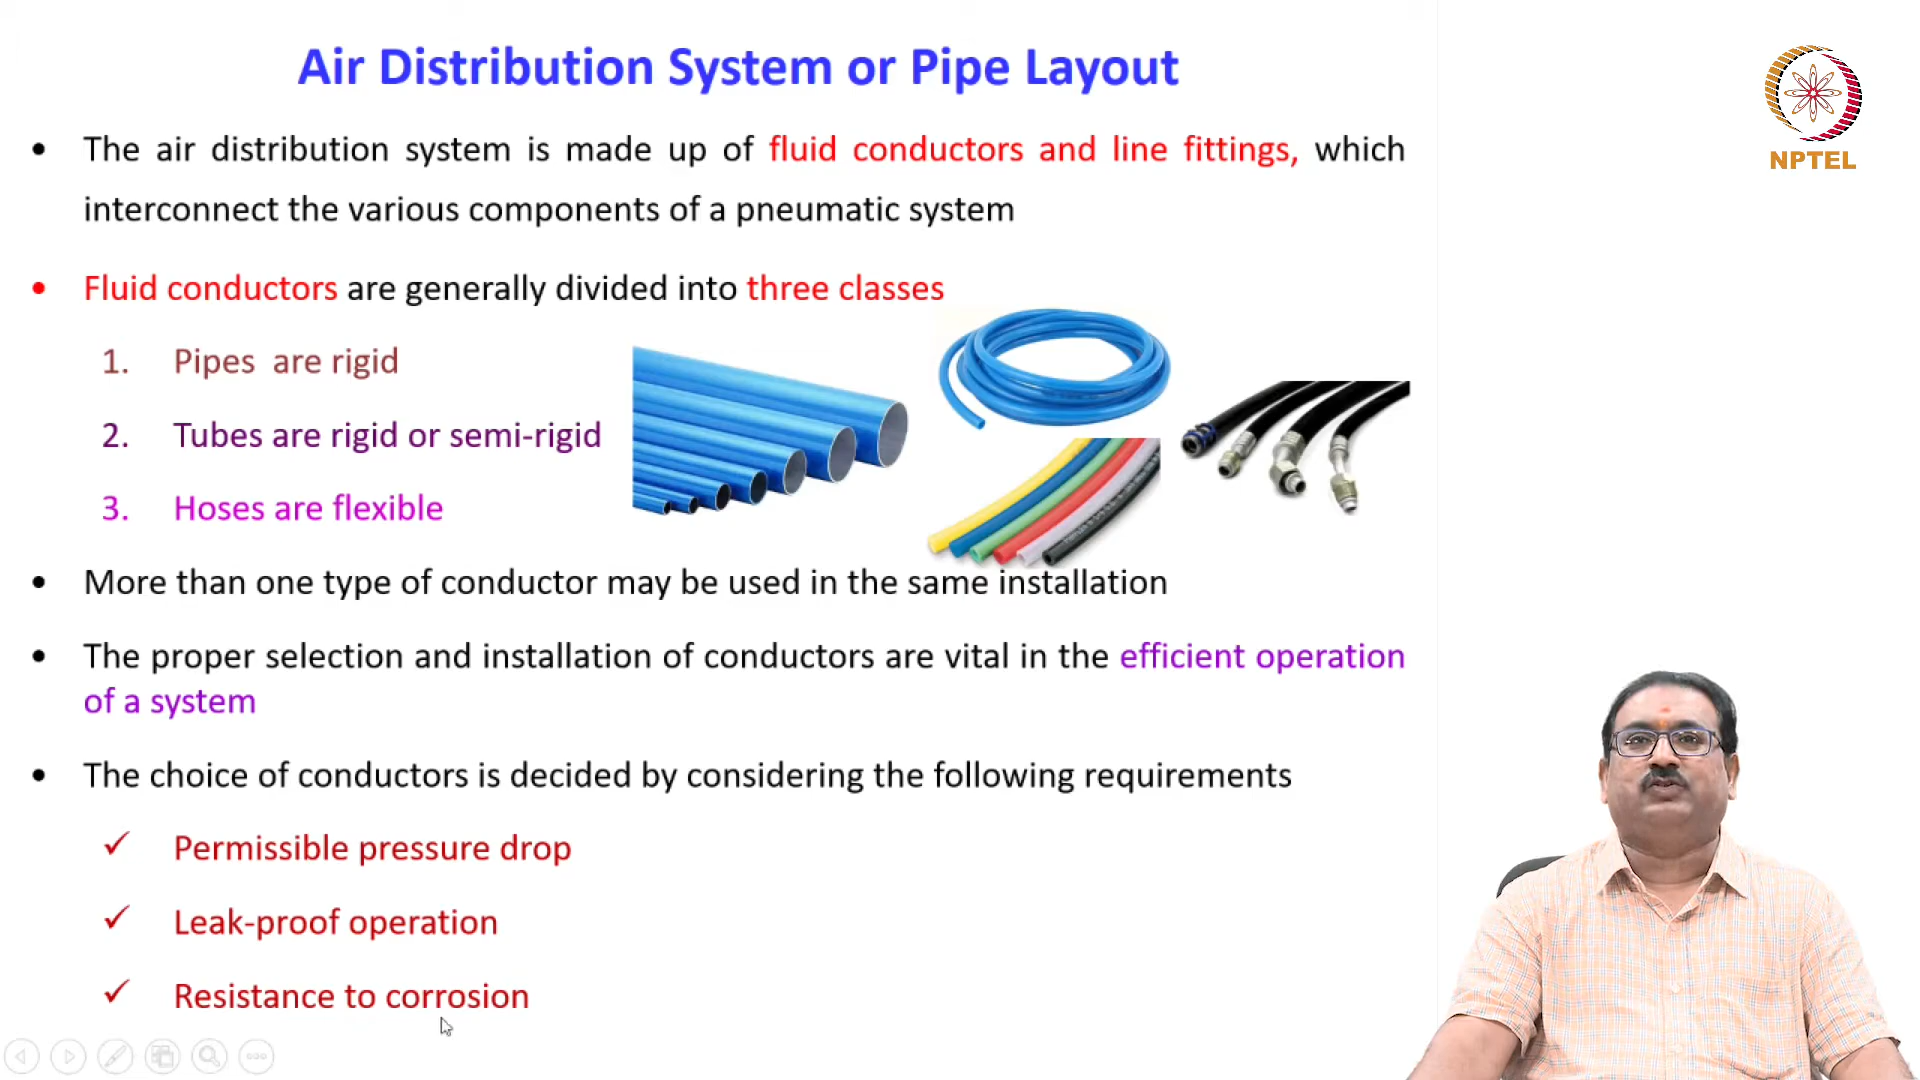 Air Distribution System or Pipe Layout
NPTEL
• The air distribution system is made up of fluid conductors and line fittings, which
interconnect the various components of a pneumatic system
• Fluid conductors are generally divided into three classes
1. Pipes are rigid
2. Tubes are rigid or semi-rigid
3. Hoses are flexible
• More than one type of conductor may be used in the same installation
• The proper selection and installation of conductors are vital in the efficient operation
of a system
• The choice of conductors is decided by considering the following requirements
✓ Permissible pressure drop
✓ Leak-proof operation
✓ Resistance to corrosion